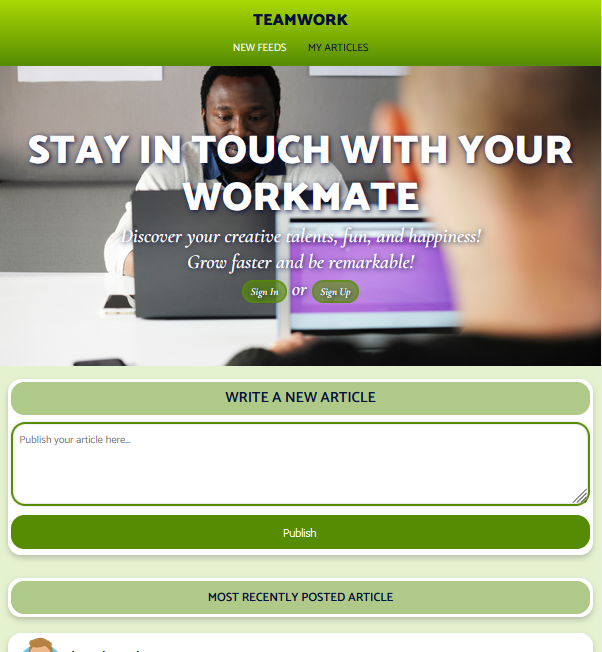 TEAMWORK
NEW FEEDS MY ARTICLES
STAY IN TOUCH WITH YOUR
WORKMATE
Discover your creative talents, fun, and happiness!
Grow faster and be remarkable!
Sign In or Sign Up
WRITE A NEW ARTICLE
Publish your article here...
Publish
MOST RECENTLY POSTED ARTICLE